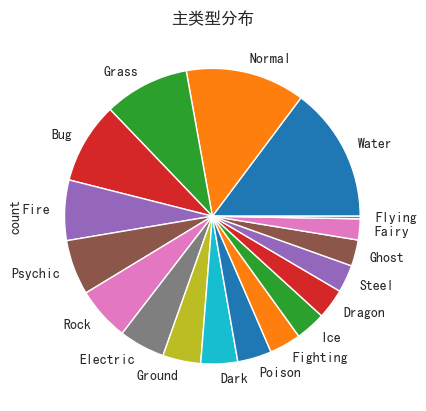 主类型分布
Normal
Grass
Water
Bug
Fire
count
Flying
Fairy
Ghost
Psychic
Steel
Dragon
Rock
Ice
Electric
Fighting
Ground
Poison
Dark